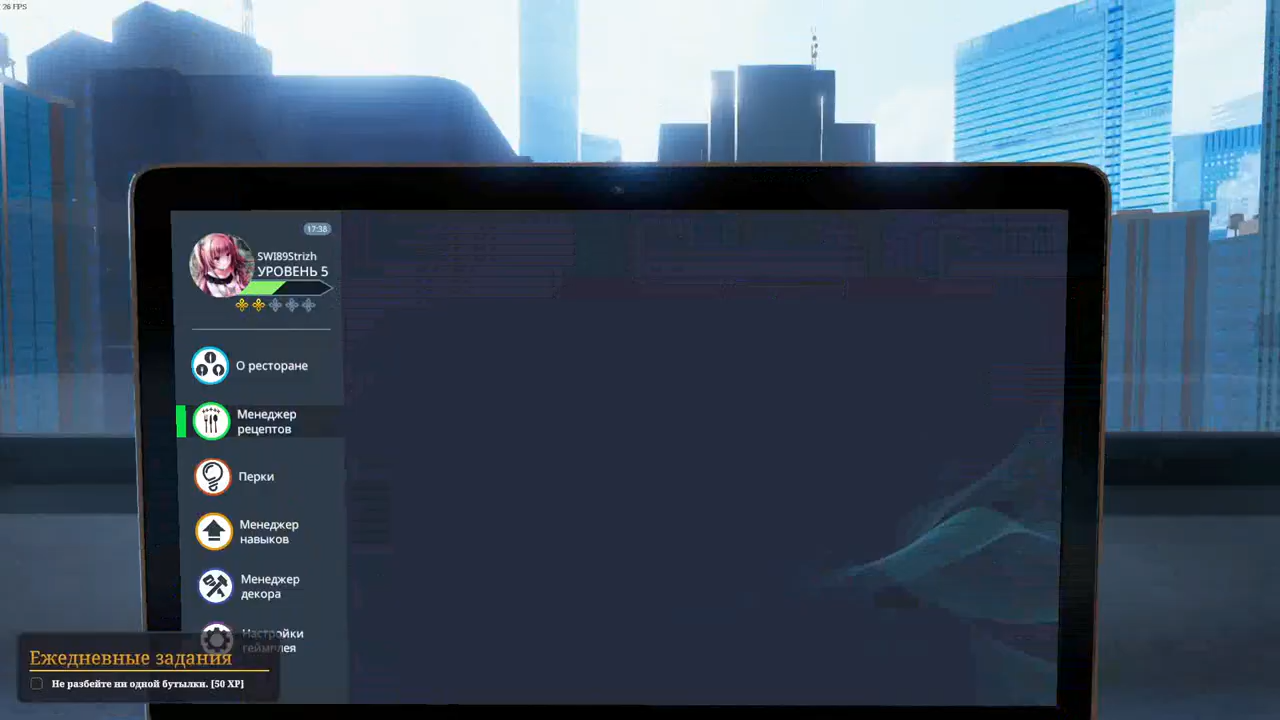 26 FPS
17:38
SWI89Strizh
УРОВЕНЬ 5
О ресторане
Менеджер
рецептов
Перки
Менеджер
навыков
Менеджер
декора
Настройки
геймплея
Ежедневные задания
Не разбейте ни одной бутылки. [50 XP]